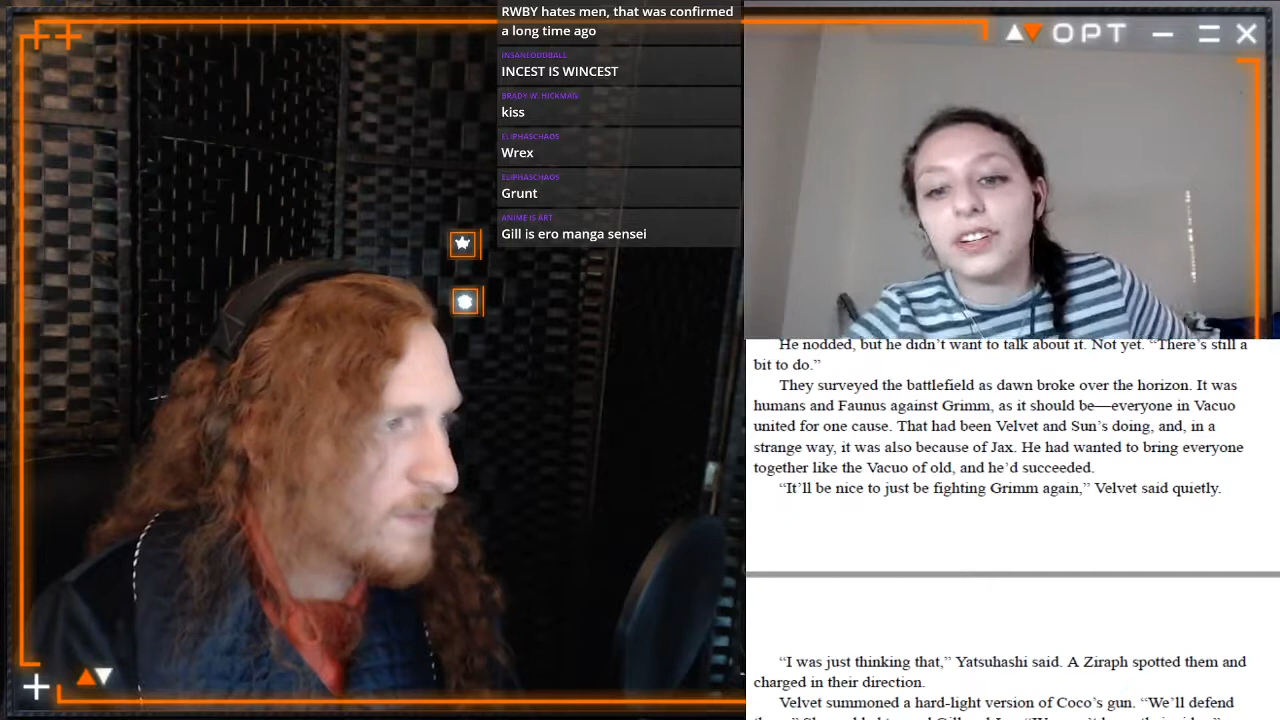 RWBY hates men, that was confirmed
a long time ago
INSANEODDBALL
INCEST IS WINCEST
BRADY W. HICKMAN
kiss
ELIPHASCHAOS
Wrex
ELIPHASCHAOS
Grunt
ANIME IS ART
Gill is ero manga sensei
OPT
He nodded, but he didn’t want to talk about it. Not yet. “There’s still a
bit to do.”
They surveyed the battlefield as dawn broke over the horizon. It was
humans and Faunus against Grimm, as it should be—everyone in Vacuo
united for one cause. That had been Velvet and Sun’s doing, and, in a
strange way, it was also because of Jax. He had wanted to bring everyone
together like the Vacuo of old, and he’d succeeded.
“It’ll be nice to just be fighting Grimm again,” Velvet said quietly.
“I was just thinking that,” Yatsuhashi said. A Ziraph spotted them and
charged in their direction.
Velvet summoned a hard-light version of Coco’s gun. “We’ll defend